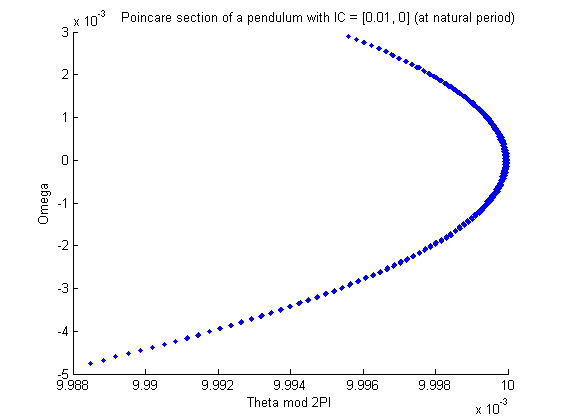 Poincare section of a pendulum with IC = [0.01, 0] (at natural period)
x 10^-3
3
2
1
0
-1
-2
-3
-4
-5
Omega
9.988 9.99 9.992 9.994 9.996 9.998 10
Theta mod 2PI
x 10^-3